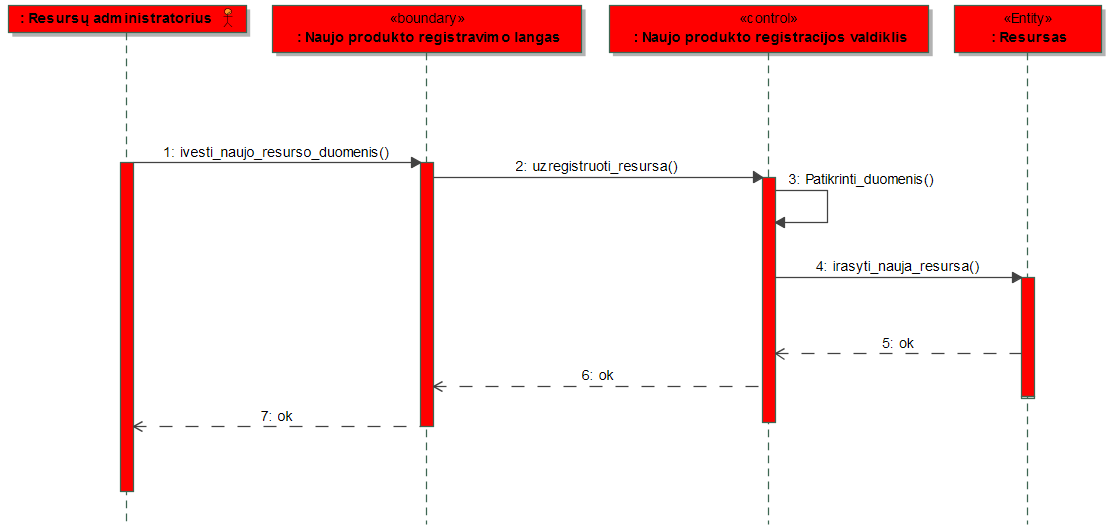 : Resursų administratorius
«boundary»
: Naujo produkto registravimo langas
«control»
: Naujo produkto registracijos valdiklis
«Entity»
: Resursas
1: ivesti_naujo_resurso_duomenis()
2: uzregistruoti_resursa()
3: Patikrinti_duomenis()
4: irasyti_nauja_resursa()
5: ok
6: ok
7: ok